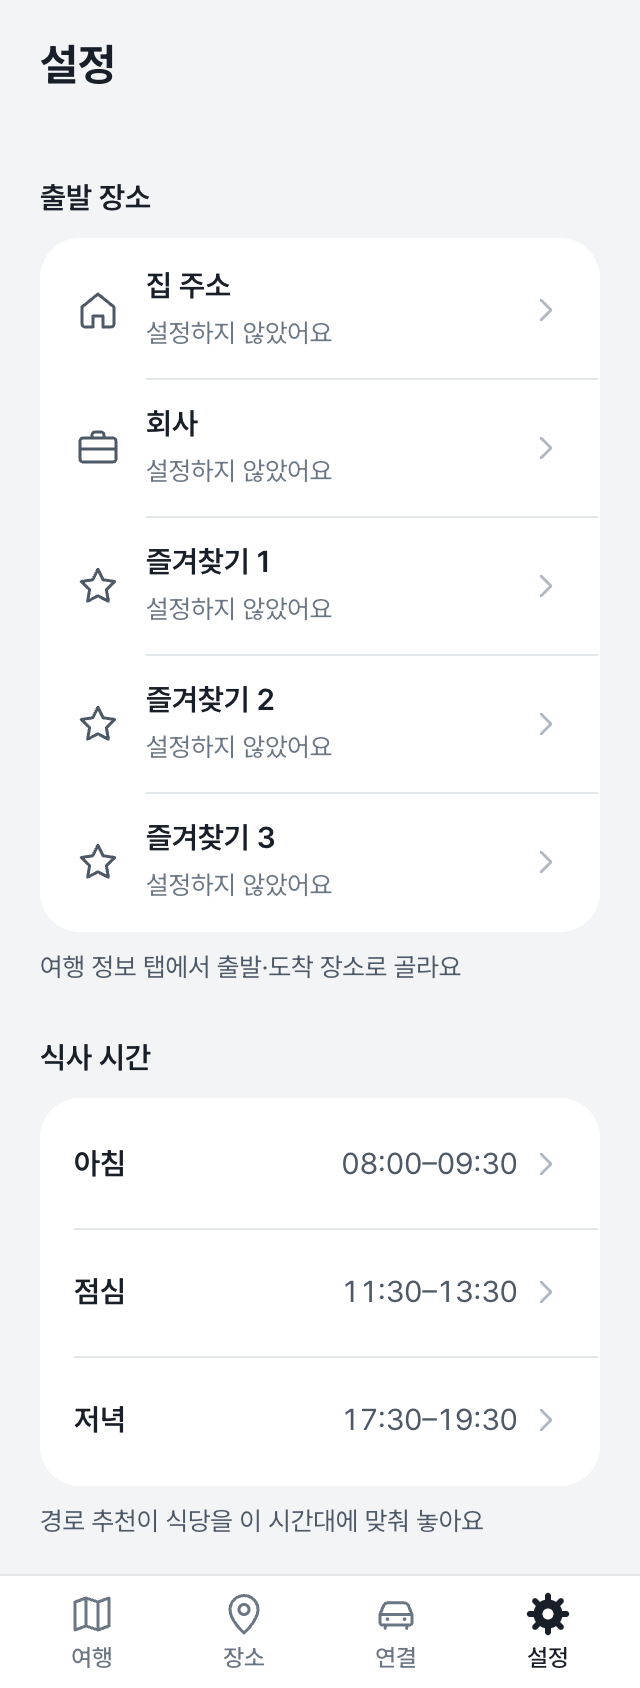 설정
출발 장소
집 주소
설정하지 않았어요
회사
설정하지 않았어요
즐겨찾기 1
설정하지 않았어요
즐겨찾기 2
설정하지 않았어요
즐겨찾기 3
설정하지 않았어요
여행 정보 탭에서 출발·도착 장소로 골라요
식사 시간
아침 08:00–09:30
점심 11:30–13:30
저녁 17:30–19:30
경로 추천이 식당을 이 시간대에 맞춰 놓아요
여행 장소 연결 설정